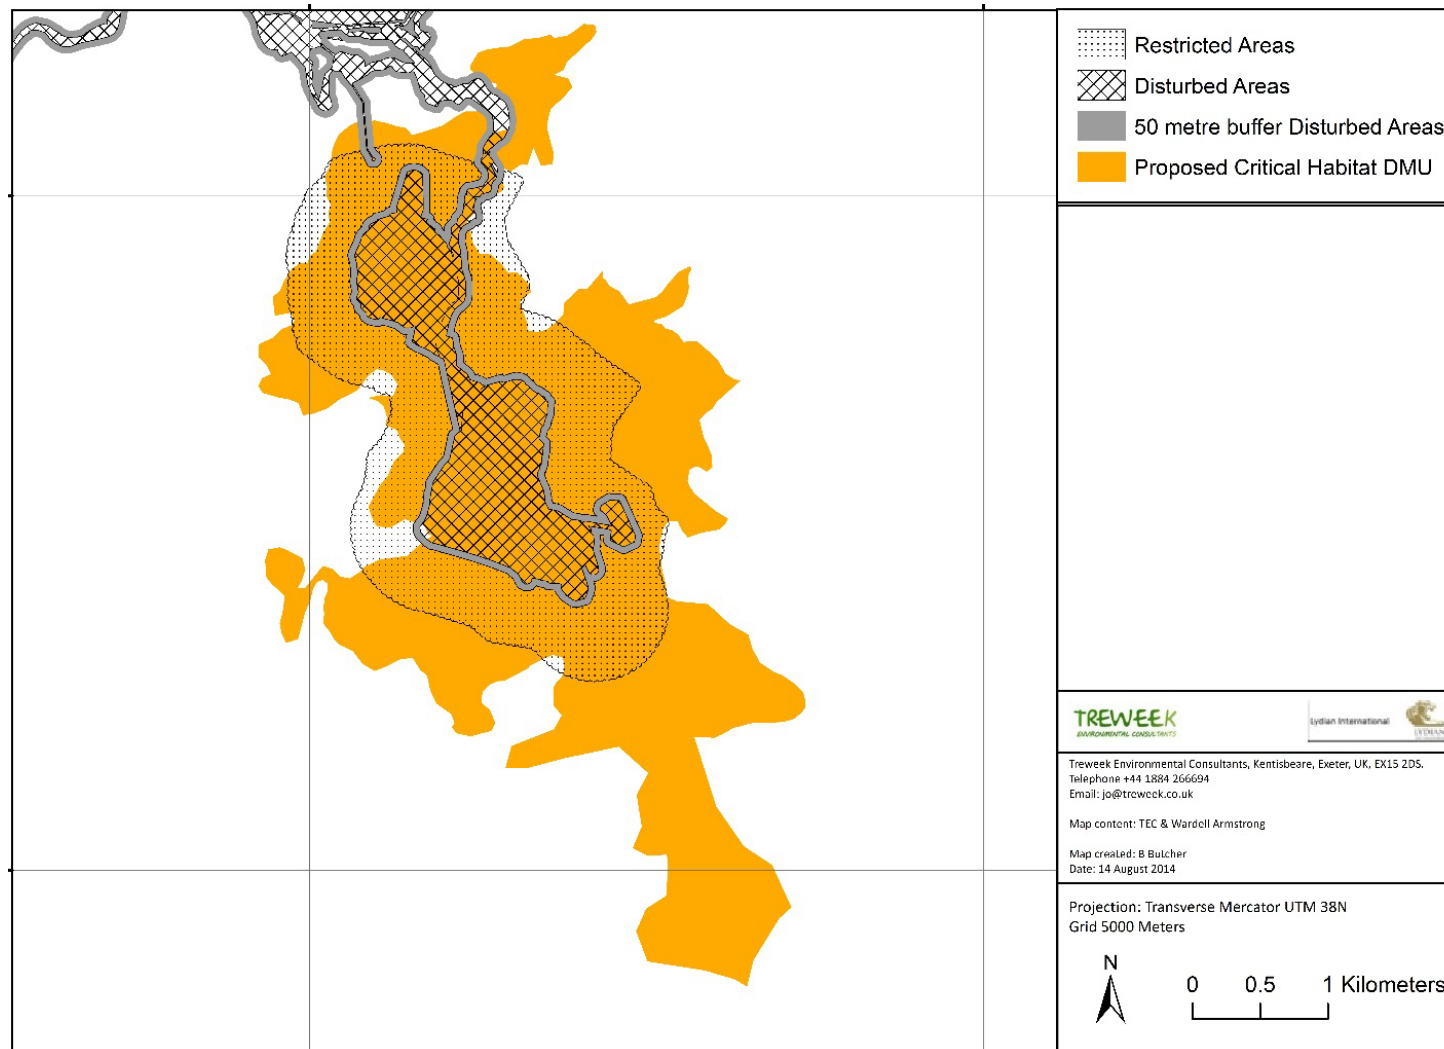 Restricted Areas
Disturbed Areas
50 metre buffer Disturbed Areas
Proposed Critical Habitat DMU
TREWEEK
ENVIRONMENTAL CONSULTANTS
Lydian International
LYDIAN
Treweek Environmental Consultants, Kentisbeare, Exeter, UK, EX15 2DS.
Telephone +44 1884 266694
Email: jo@treweek.co.uk
Map content: TEC & Wardell Armstrong
Map created: B Butcher
Date: 14 August 2014
Projection: Transverse Mercator UTM 38N
Grid 5000 Meters
N
0 0.5 1 Kilometers